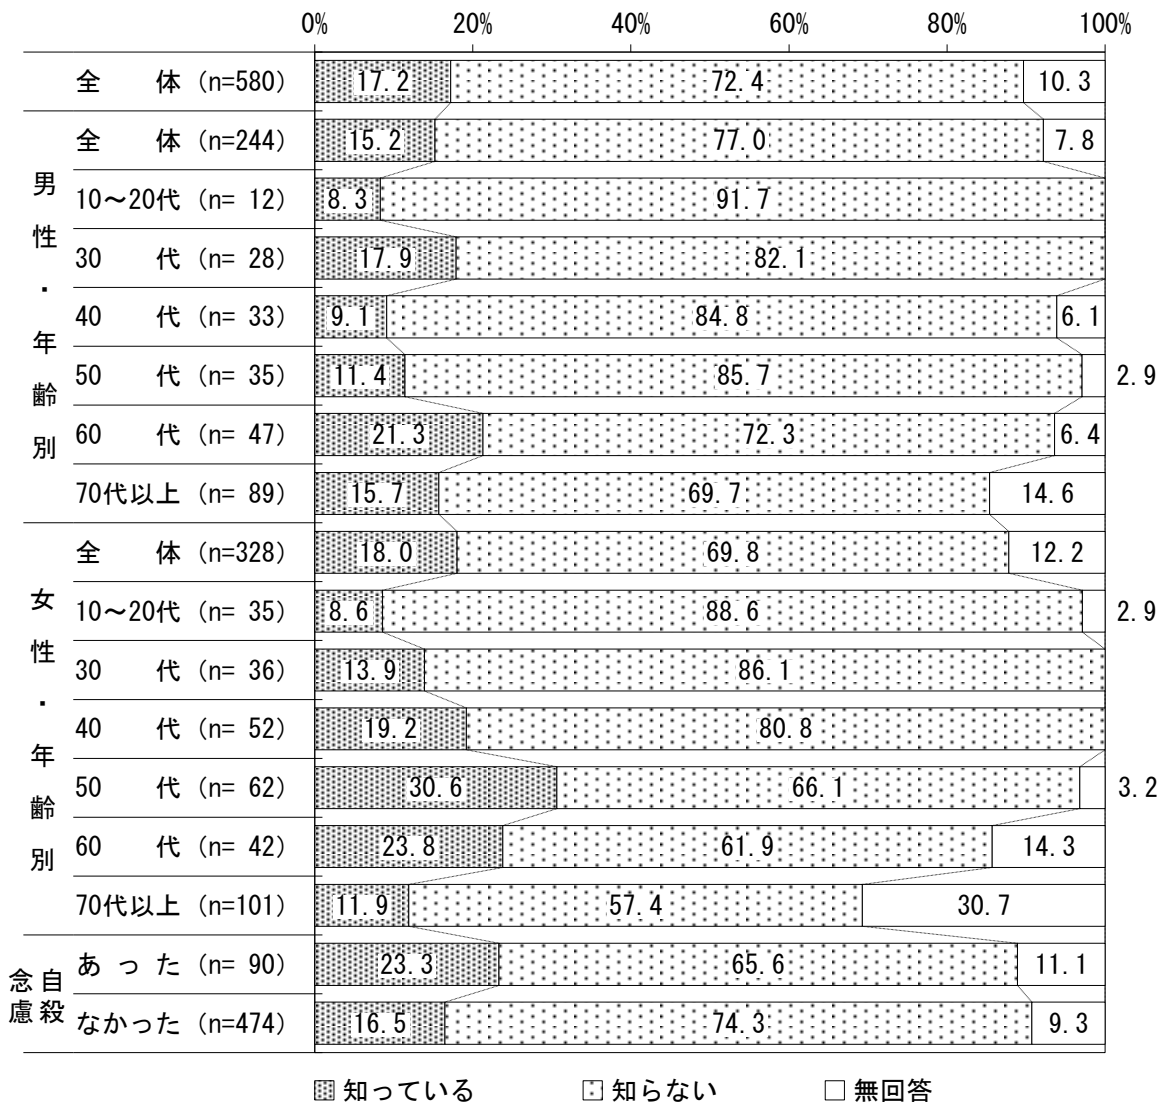 0% 20% 40% 60% 80% 100%
全 体 (n=580) 17.2 72.4 10.3
男性・年齢別
全 体 (n=244) 15.2 77.0 7.8
10～20代 (n= 12) 8.3 91.7
30 代 (n= 28) 17.9 82.1
40 代 (n= 33) 9.1 84.8 6.1
50 代 (n= 35) 11.4 85.7 2.9
60 代 (n= 47) 21.3 72.3 6.4
70代以上 (n= 89) 15.7 69.7 14.6
女性・年齢別
全 体 (n=328) 18.0 69.8 12.2
10～20代 (n= 35) 8.6 88.6 2.9
30 代 (n= 36) 13.9 86.1
40 代 (n= 52) 19.2 80.8
50 代 (n= 62) 30.6 66.1 3.2
60 代 (n= 42) 23.8 61.9 14.3
70代以上 (n=101) 11.9 57.4 30.7
自殺念慮
あ っ た (n= 90) 23.3 65.6 11.1
なかった (n=474) 16.5 74.3 9.3
知っている 知らない 無回答